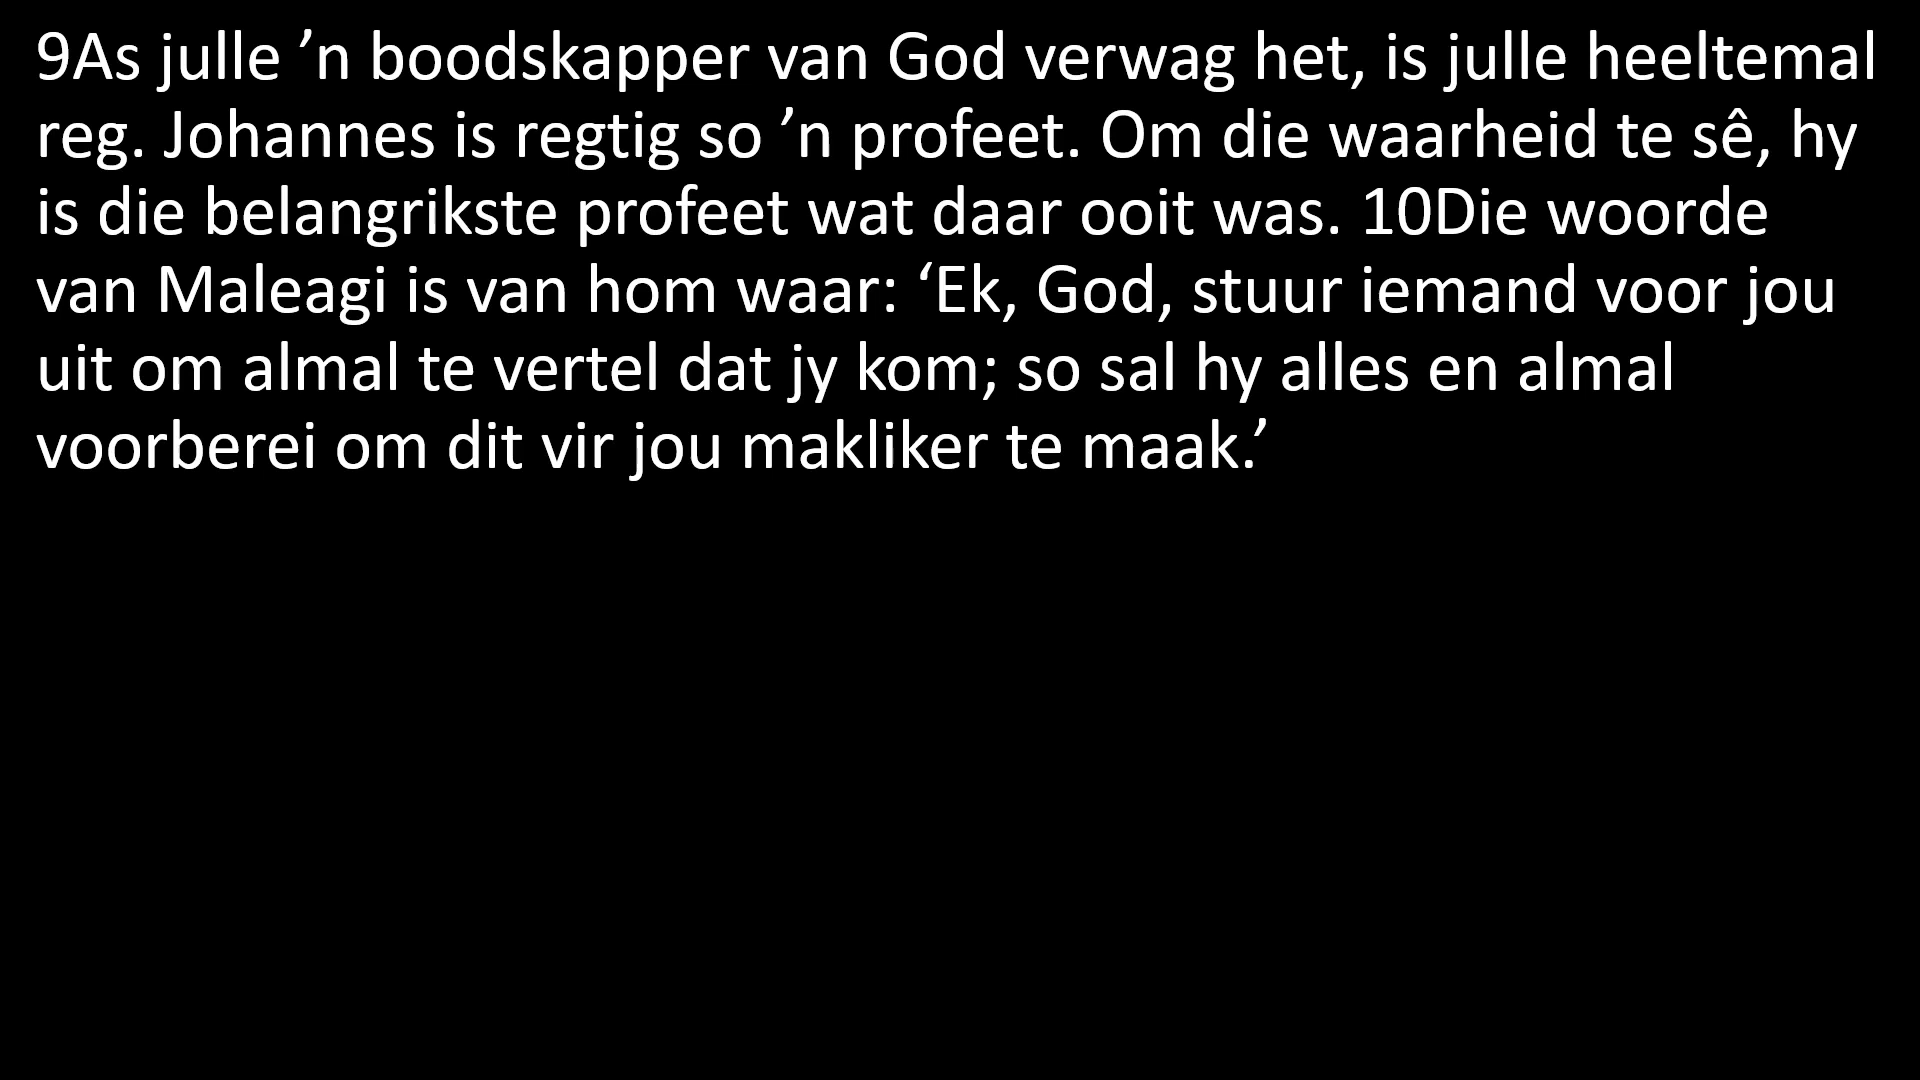 9As julle ’n boodskapper van God verwag het, is julle heeltemal
reg. Johannes is regtig so ’n profeet. Om die waarheid te sê, hy
is die belangrikste profeet wat daar ooit was. 10Die woorde
van Maleagi is van hom waar: ‘Ek, God, stuur iemand voor jou
uit om almal te vertel dat jy kom; so sal hy alles en almal
voorberei om dit vir jou makliker te maak.’